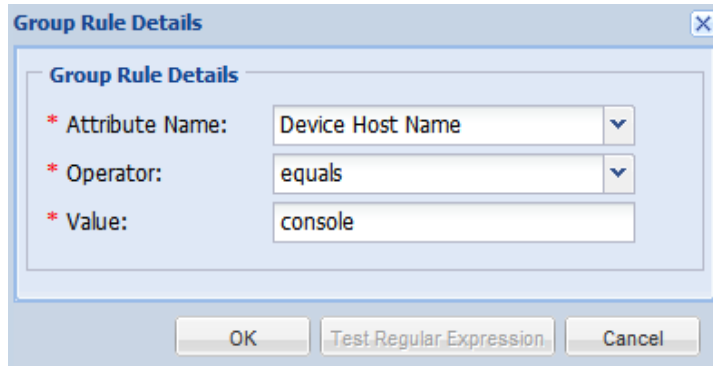 Group Rule Details
Group Rule Details
* Attribute Name: Device Host Name
* Operator: equals
* Value: console
OK Test Regular Expression Cancel